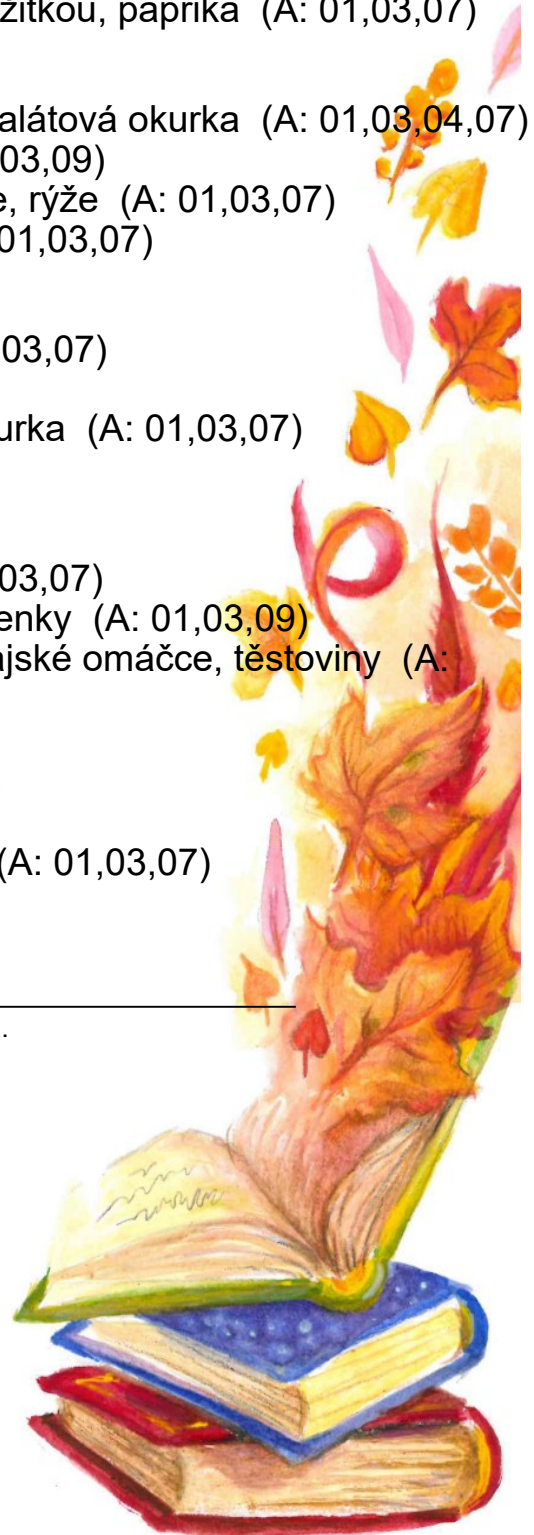 žitkou, paprika (A: 01,03,07)
alátová okurka (A: 01,03,04,07)
03,09)
e, rýže (A: 01,03,07)
01,03,07)
03,07)
urka (A: 01,03,07)
03,07)
enky (A: 01,03,09)
ajské omáčce, těstoviny (A:
(A: 01,03,07)
.